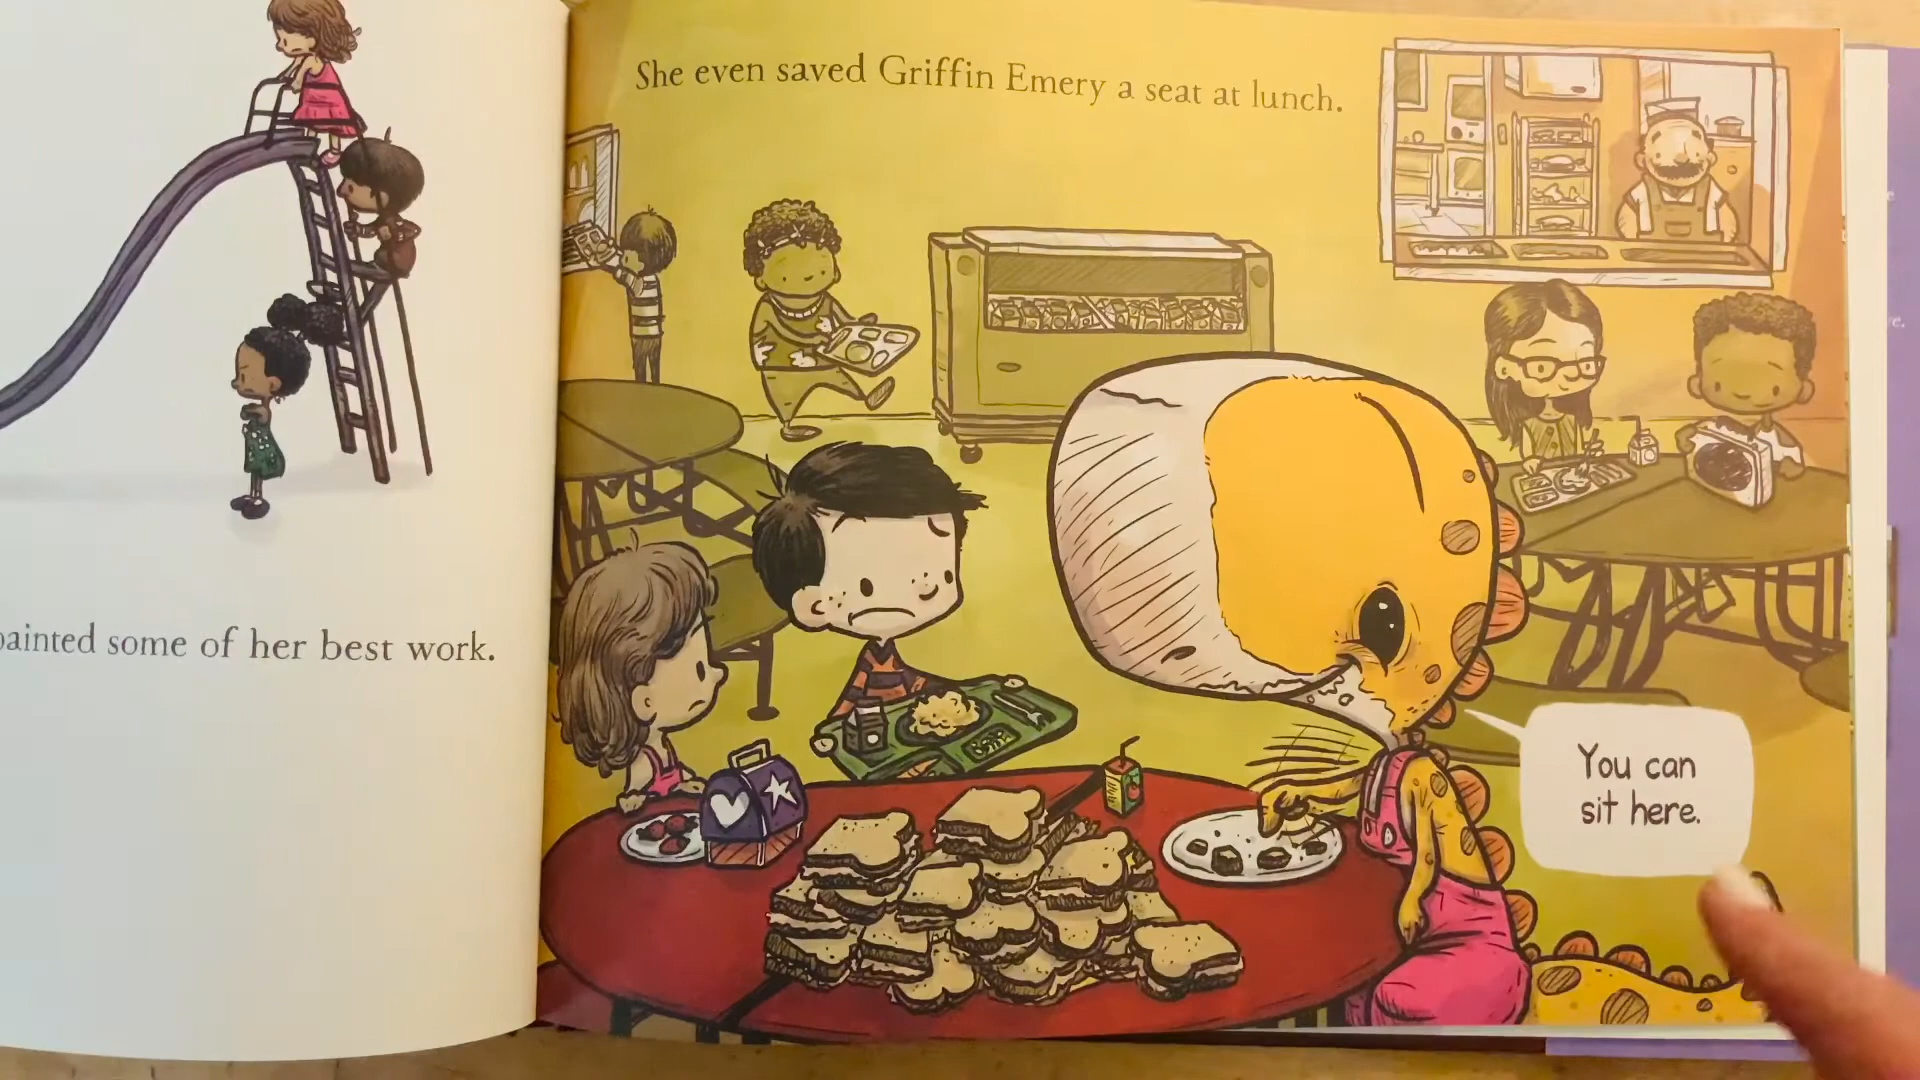 painted some of her best work.
She even saved Griffin Emery a seat at lunch.
You can
sit here.